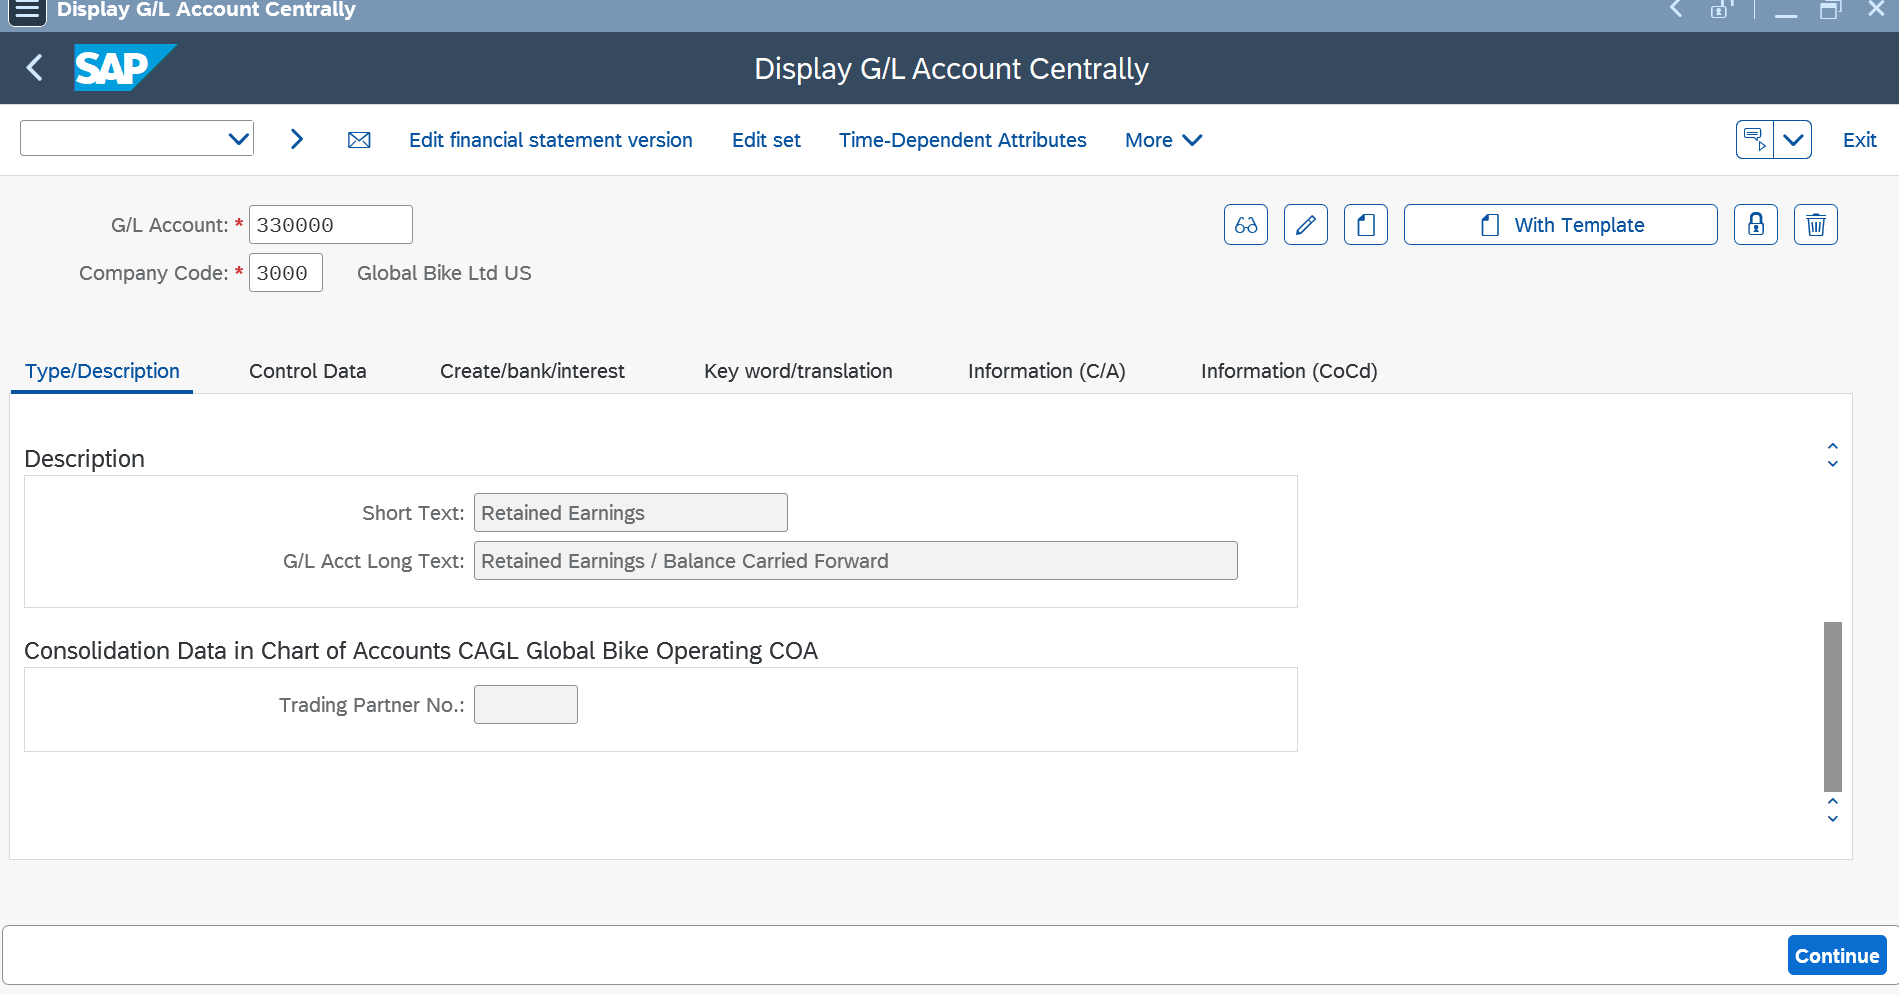 Display G/L Account Centrally
SAP
Display G/L Account Centrally
Edit financial statement version Edit set Time-Dependent Attributes More Exit
G/L Account: * 330000 With Template
Company Code: * 3000 Global Bike Ltd US
Type/Description Control Data Create/bank/interest Key word/translation Information (C/A) Information (CoCd)
Description
Short Text: Retained Earnings
G/L Acct Long Text: Retained Earnings / Balance Carried Forward
Consolidation Data in Chart of Accounts CAGL Global Bike Operating COA
Trading Partner No.:
Continue